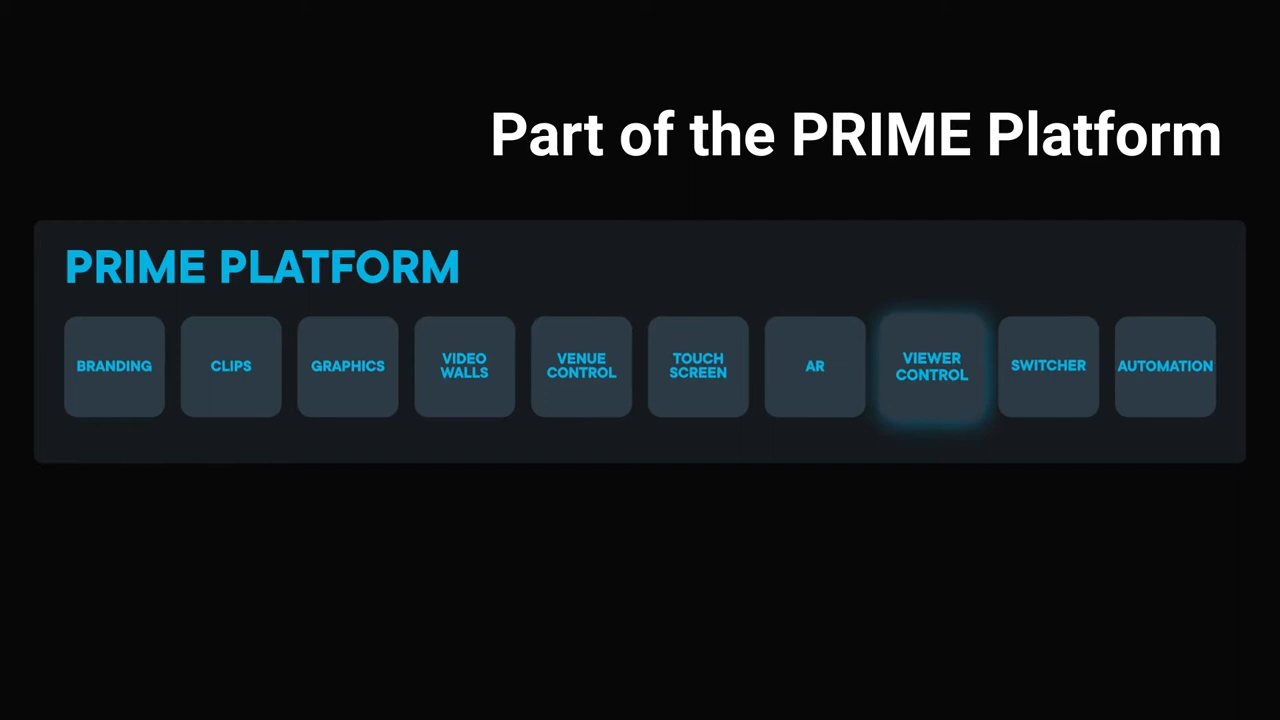 Part of the PRIME Platform
PRIME PLATFORM
BRANDING
CLIPS
GRAPHICS
VIDEO
WALLS
VENUE
CONTROL
TOUCH
SCREEN
AR
VIEWER
CONTROL
SWITCHER
AUTOMATION